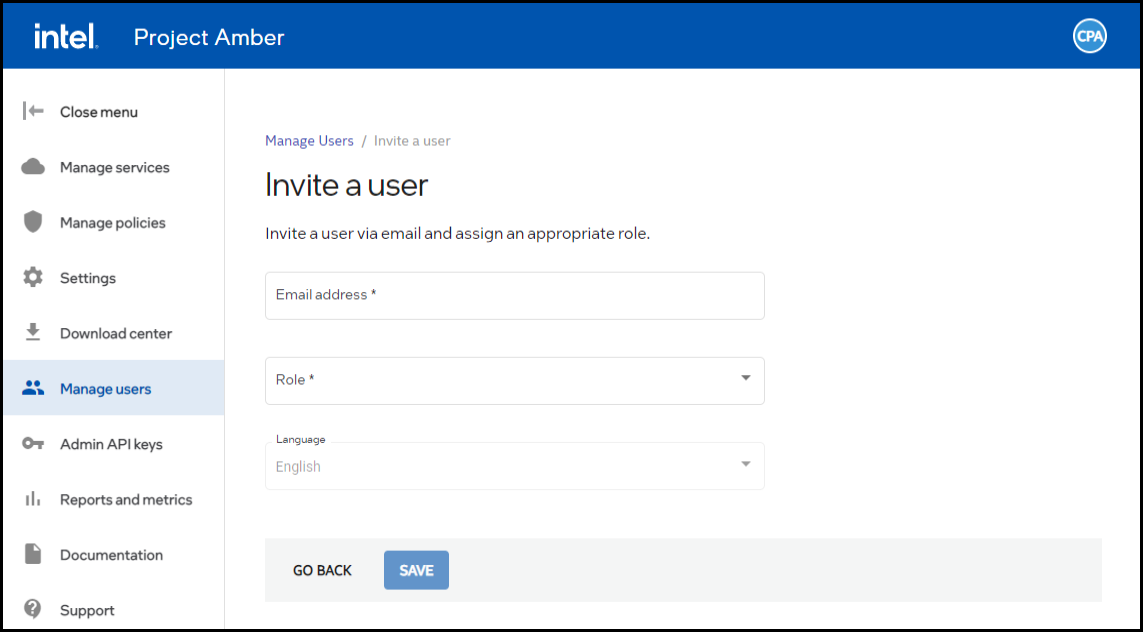 intel. Project Amber CPA
Close menu
Manage services
Manage policies
Settings
Download center
Manage users
Admin API keys
Reports and metrics
Documentation
Support
Manage Users / Invite a user
Invite a user
Invite a user via email and assign an appropriate role.
Email address *
Role *
Language
English
GO BACK SAVE